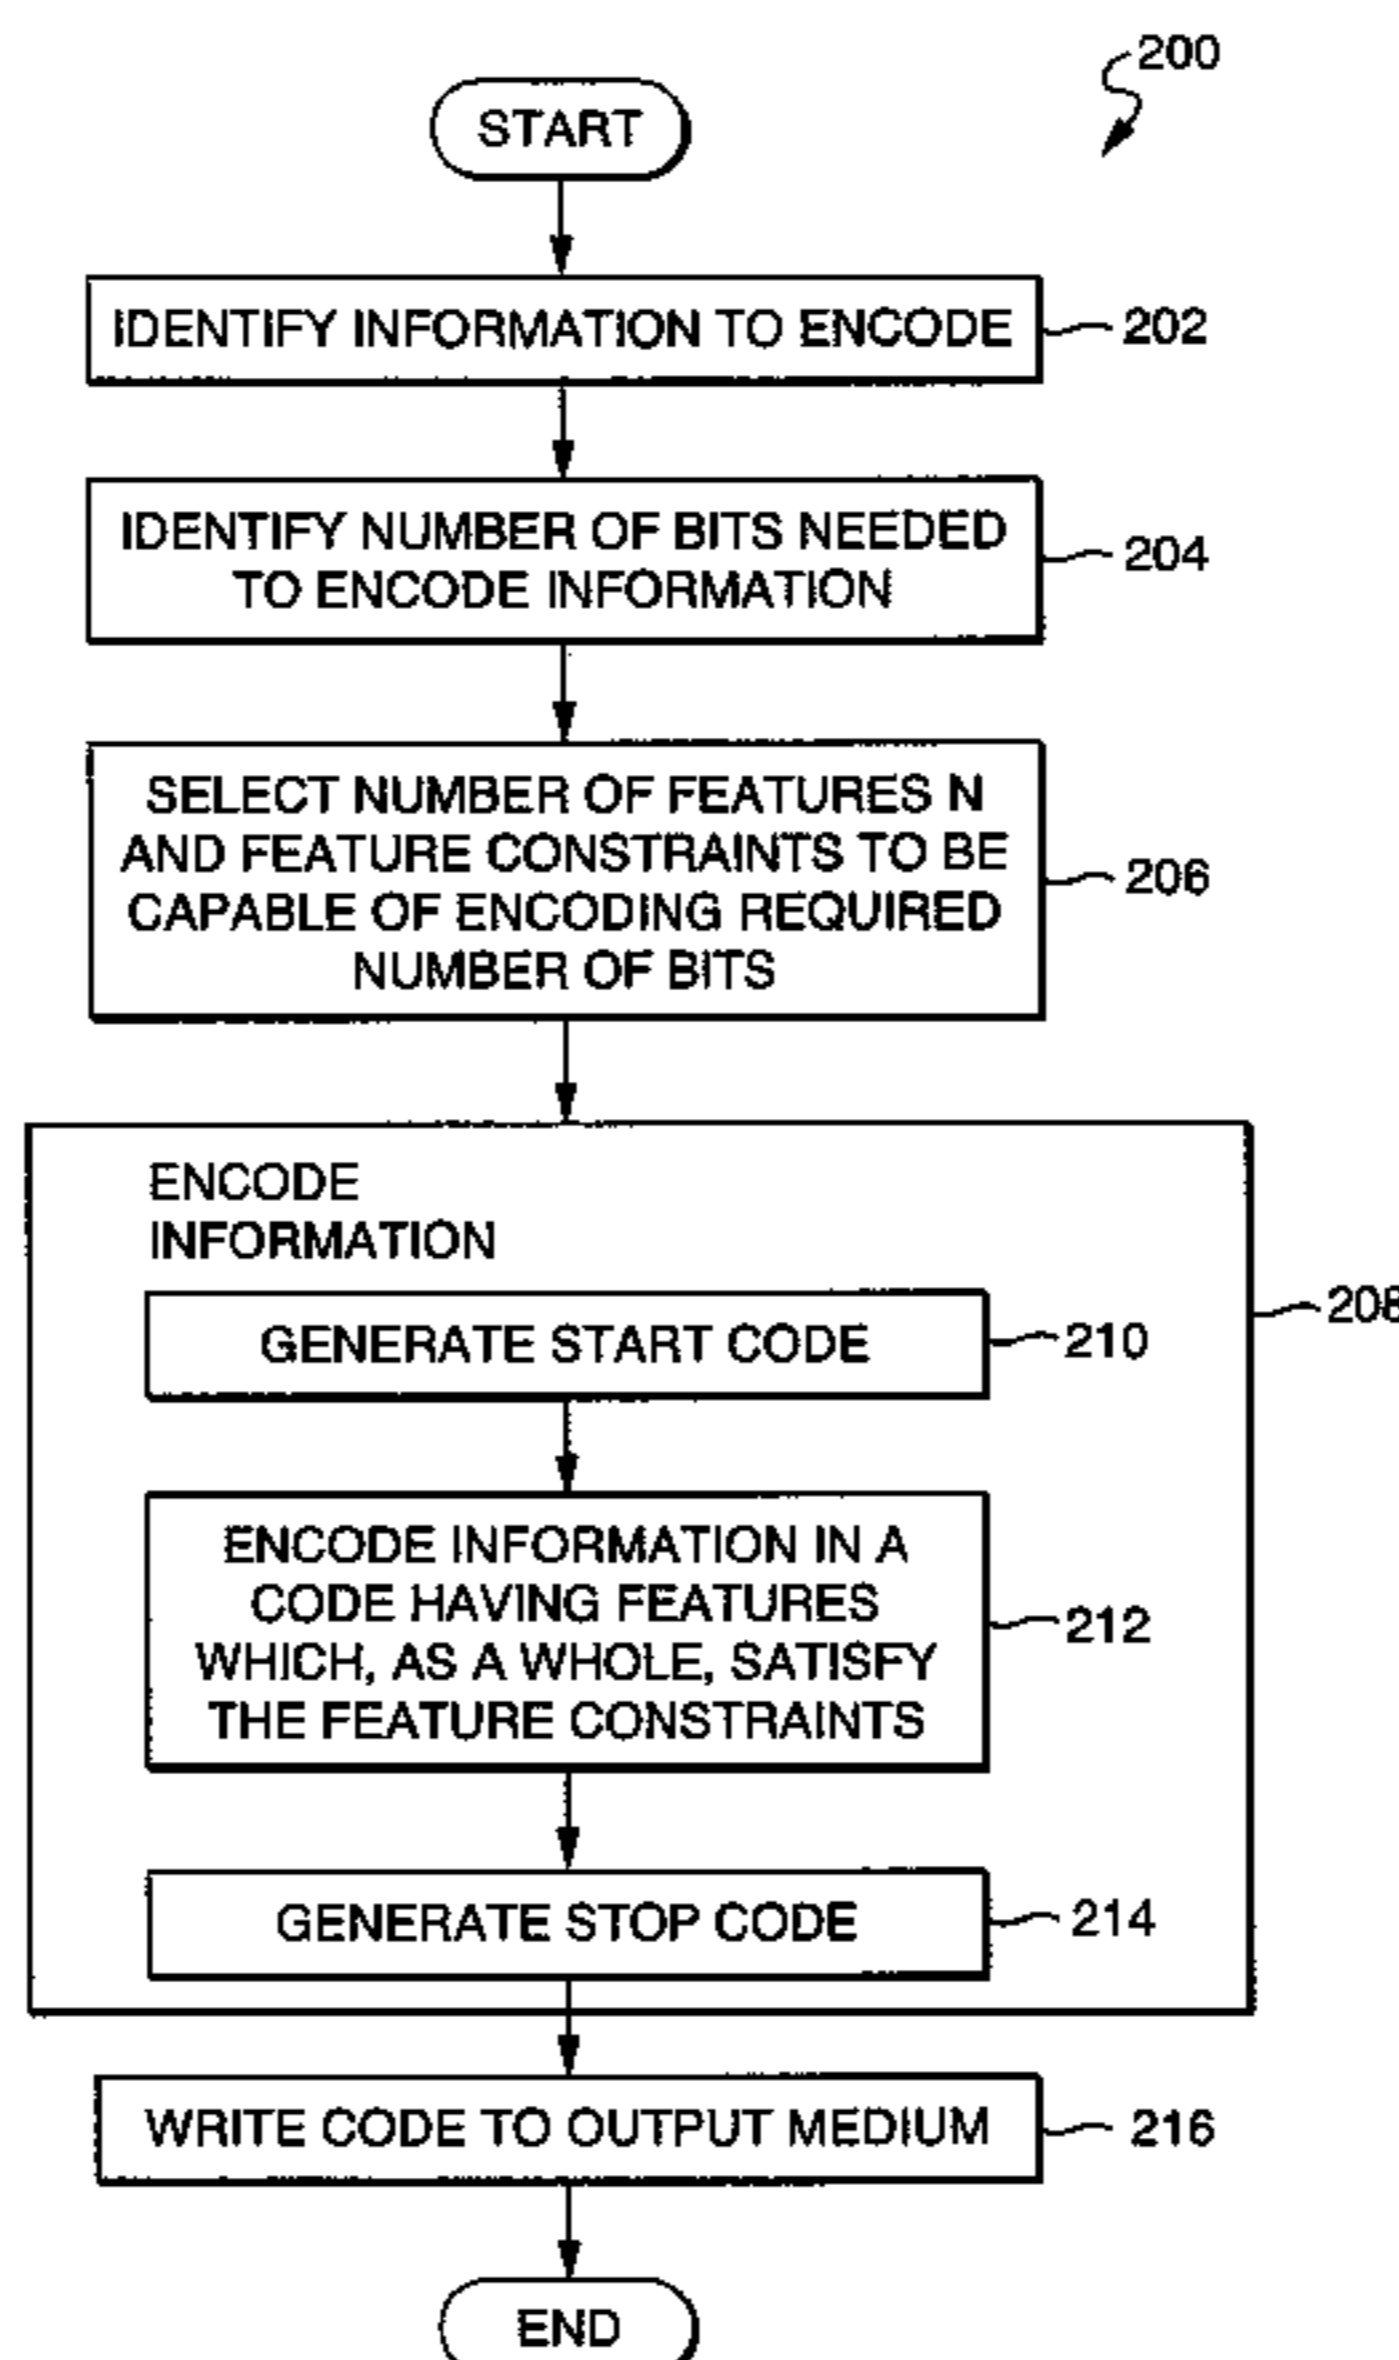 200
START
IDENTIFY INFORMATION TO ENCODE
202
IDENTIFY NUMBER OF BITS NEEDED
TO ENCODE INFORMATION
204
SELECT NUMBER OF FEATURES N
AND FEATURE CONSTRAINTS TO BE
CAPABLE OF ENCODING REQUIRED
NUMBER OF BITS
206
ENCODE
INFORMATION
208
GENERATE START CODE
210
ENCODE INFORMATION IN A
CODE HAVING FEATURES
WHICH, AS A WHOLE, SATISFY
THE FEATURE CONSTRAINTS
212
GENERATE STOP CODE
214
WRITE CODE TO OUTPUT MEDIUM
216
END